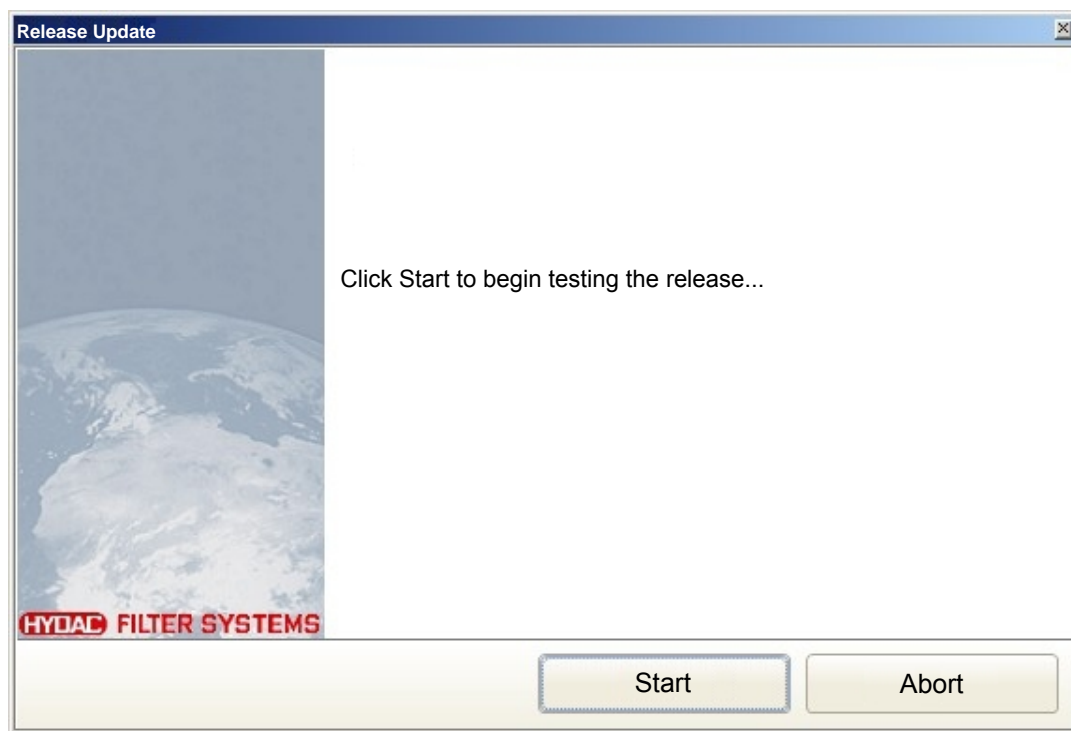 Release Update
Click Start to begin testing the release...
HYDAC FILTER SYSTEMS
Start
Abort